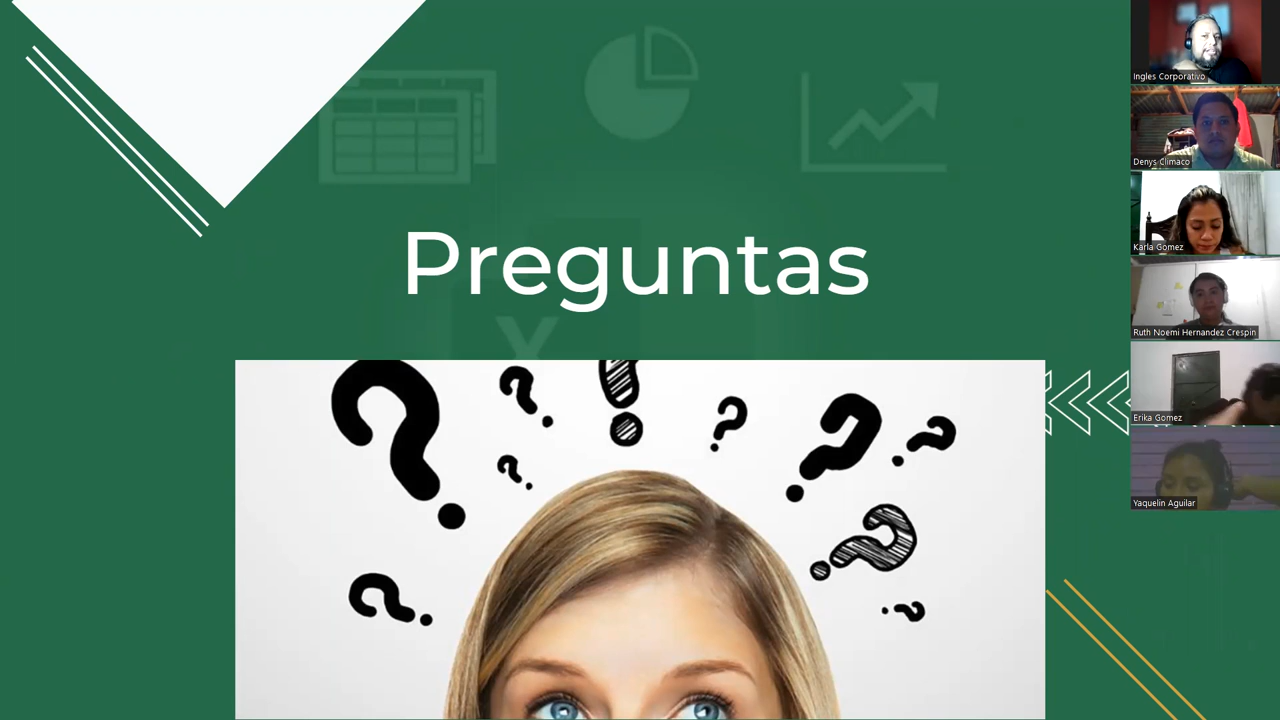 Preguntas
Ingles Corporativo
Denys Climaco
Karla Gomez
Ruth Noemi Hernandez Crespin
Erika Gomez
Yaquelin Aguilar